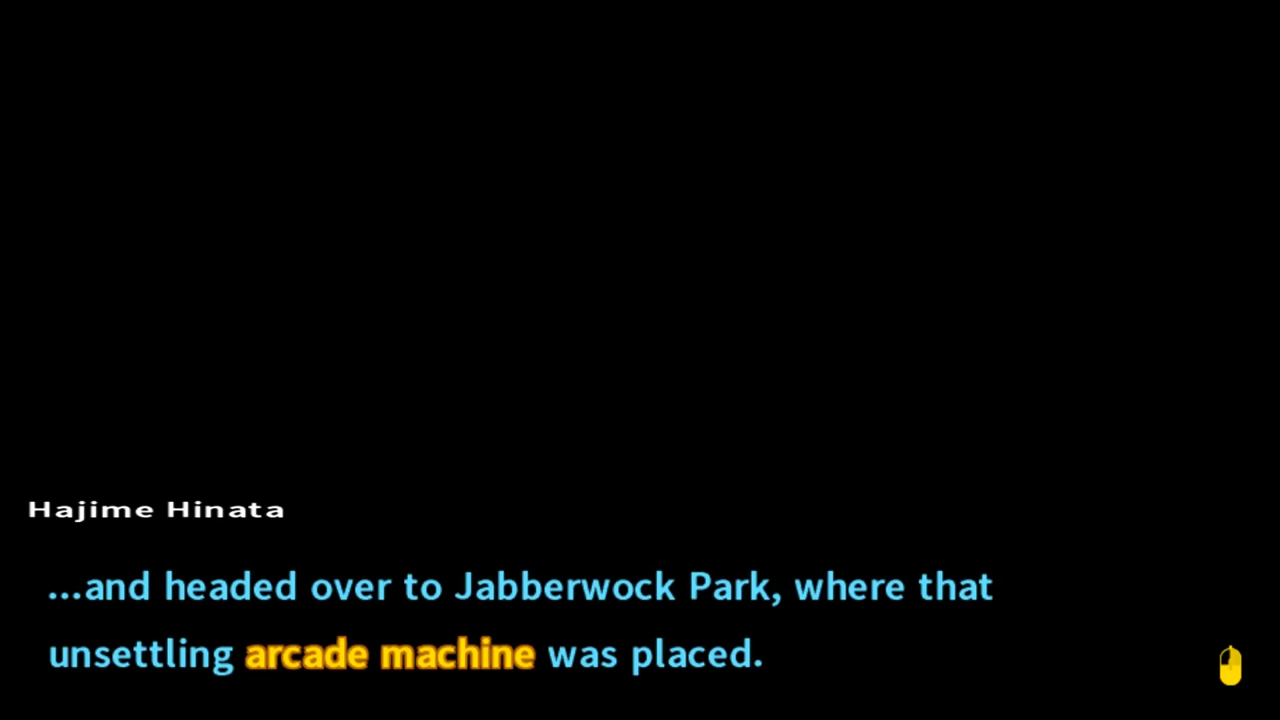 Hajime Hinata
...and headed over to Jabberwock Park, where that
unsettling arcade machine was placed.